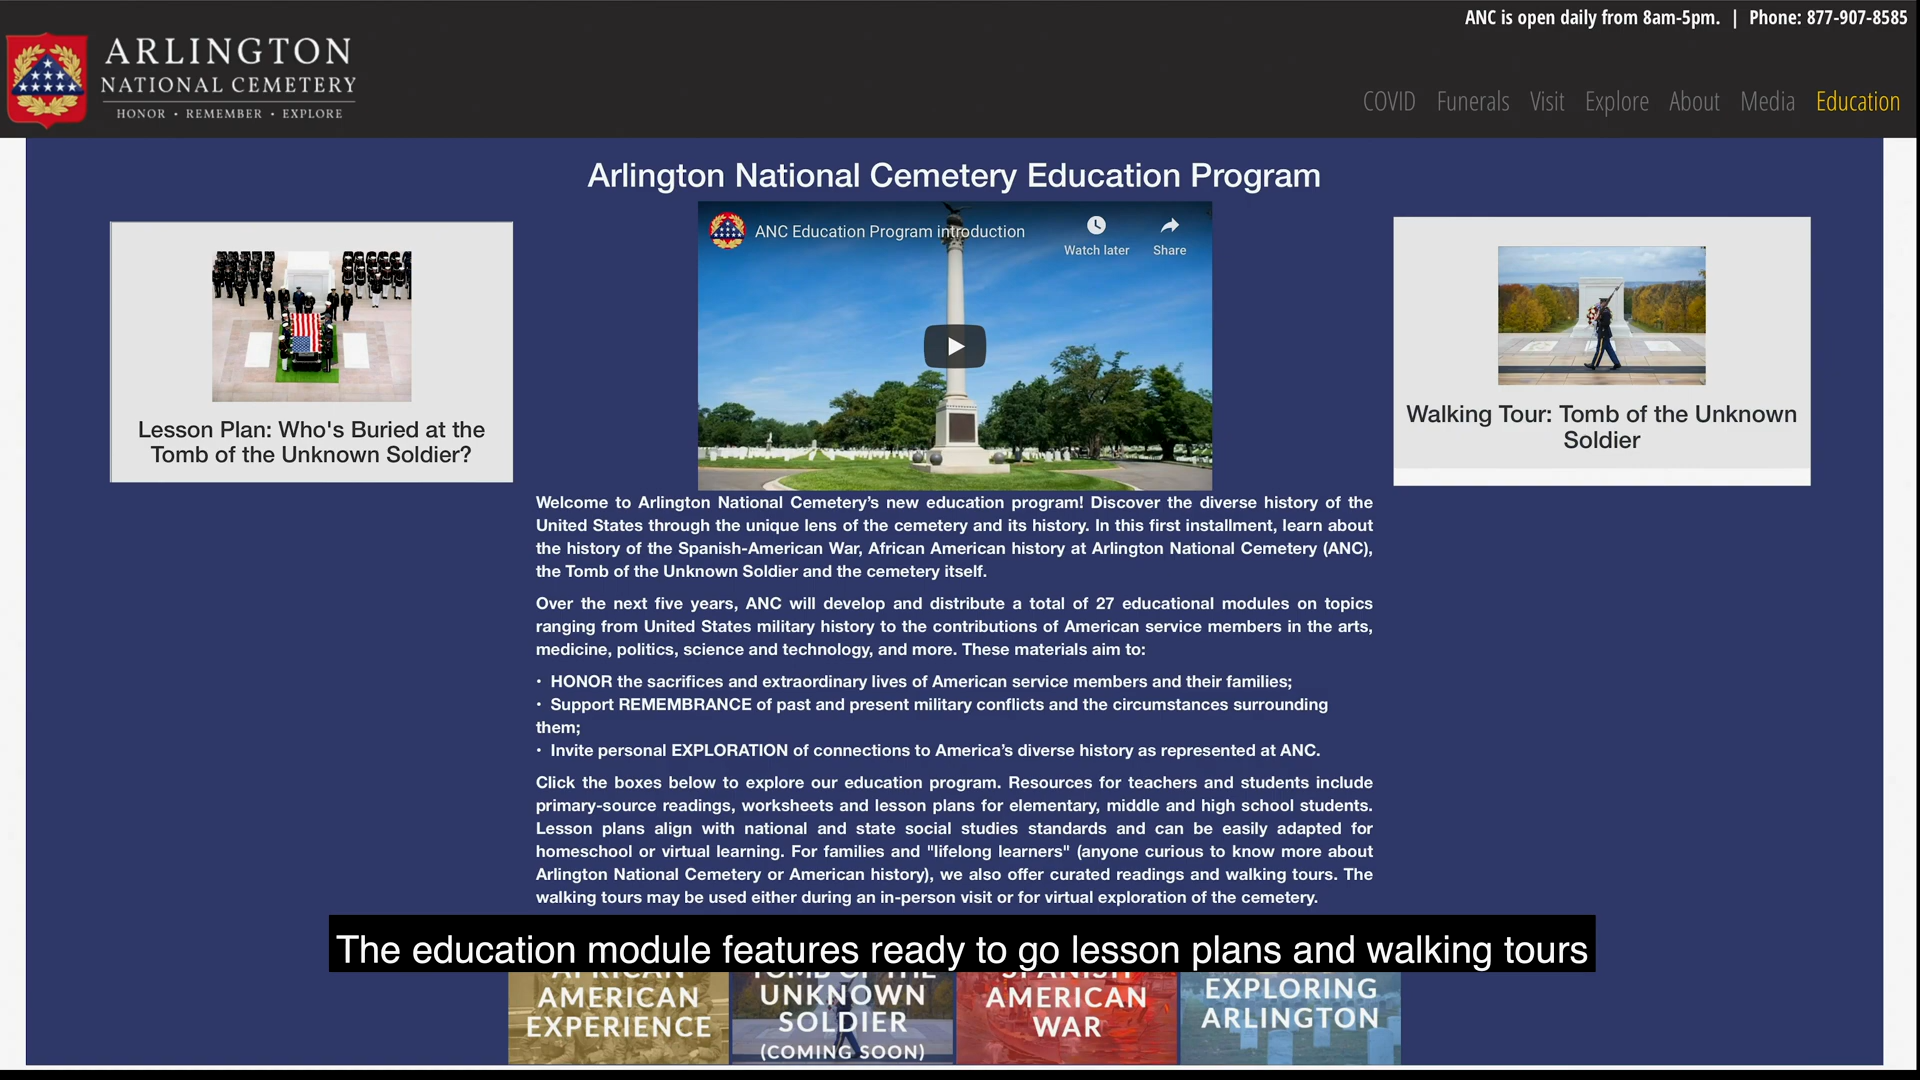 ANC is open daily from 8am-5pm. | Phone: 877-907-8585
ARLINGTON
NATIONAL CEMETERY
HONOR • REMEMBER • EXPLORE
COVID Funerals Visit Explore About Media Education
Arlington National Cemetery Education Program
ANC Education Program introduction
Watch later
Share
Lesson Plan: Who's Buried at the
Tomb of the Unknown Soldier?
Walking Tour: Tomb of the Unknown
Soldier
Welcome to Arlington National Cemetery's new education program! Discover the diverse history of the
United States through the unique lens of the cemetery and its history. In this first installment, learn about
the history of the Spanish-American War, African American history at Arlington National Cemetery (ANC),
the Tomb of the Unknown Soldier and the cemetery itself.
Over the next five years, ANC will develop and distribute a total of 27 educational modules on topics
ranging from United States military history to the contributions of American service members in the arts,
medicine, politics, science and technology, and more. These materials aim to:
• HONOR the sacrifices and extraordinary lives of American service members and their families;
• Support REMEMBRANCE of past and present military conflicts and the circumstances surrounding
them;
• Invite personal EXPLORATION of connections to America's diverse history as represented at ANC.
Click the boxes below to explore our education program. Resources for teachers and students include
primary-source readings, worksheets and lesson plans for elementary, middle and high school students.
Lesson plans align with national and state social studies standards and can be easily adapted for
homeschool or virtual learning. For families and "lifelong learners" (anyone curious to know more about
Arlington National Cemetery or American history), we also offer curated readings and walking tours. The
walking tours may be used either during an in-person visit or for virtual exploration of the cemetery.
The education module features ready to go lesson plans and walking tours
AFRICAN
AMERICAN
EXPERIENCE
TOMB OF THE
UNKNOWN
SOLDIER
(COMING SOON)
SPANISH
AMERICAN
WAR
EXPLORING
ARLINGTON